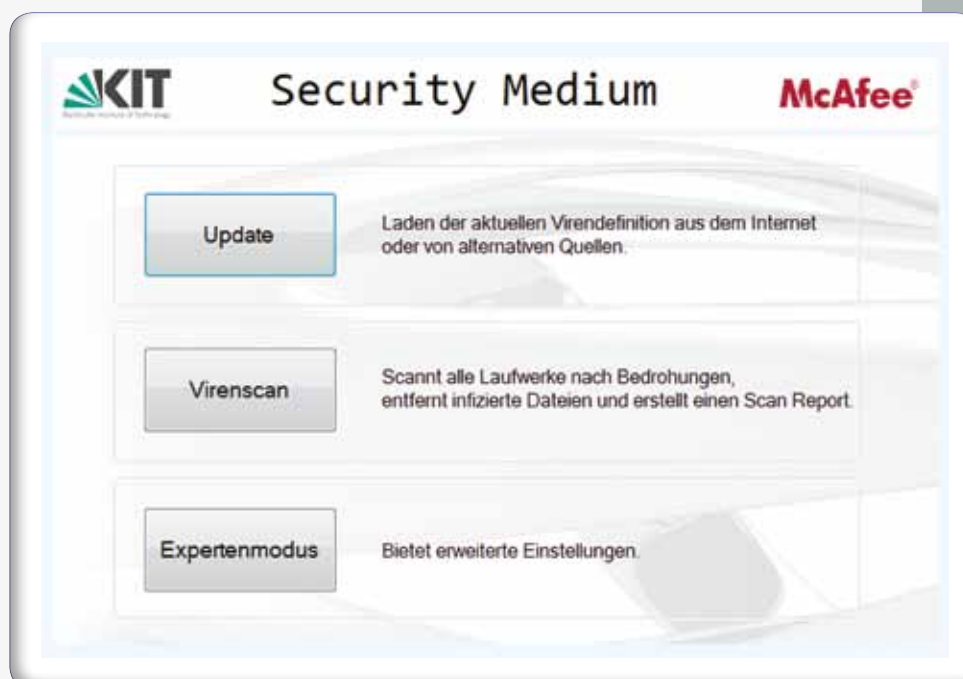 KIT
Security Medium
McAfee®
Update
Laden der aktuellen Virendefinition aus dem Internet
oder von alternativen Quellen.
Virenscan
Scannt alle Laufwerke nach Bedrohungen,
entfernt infizierte Dateien und erstellt einen Scan Report.
Expertenmodus
Bietet erweiterte Einstellungen.